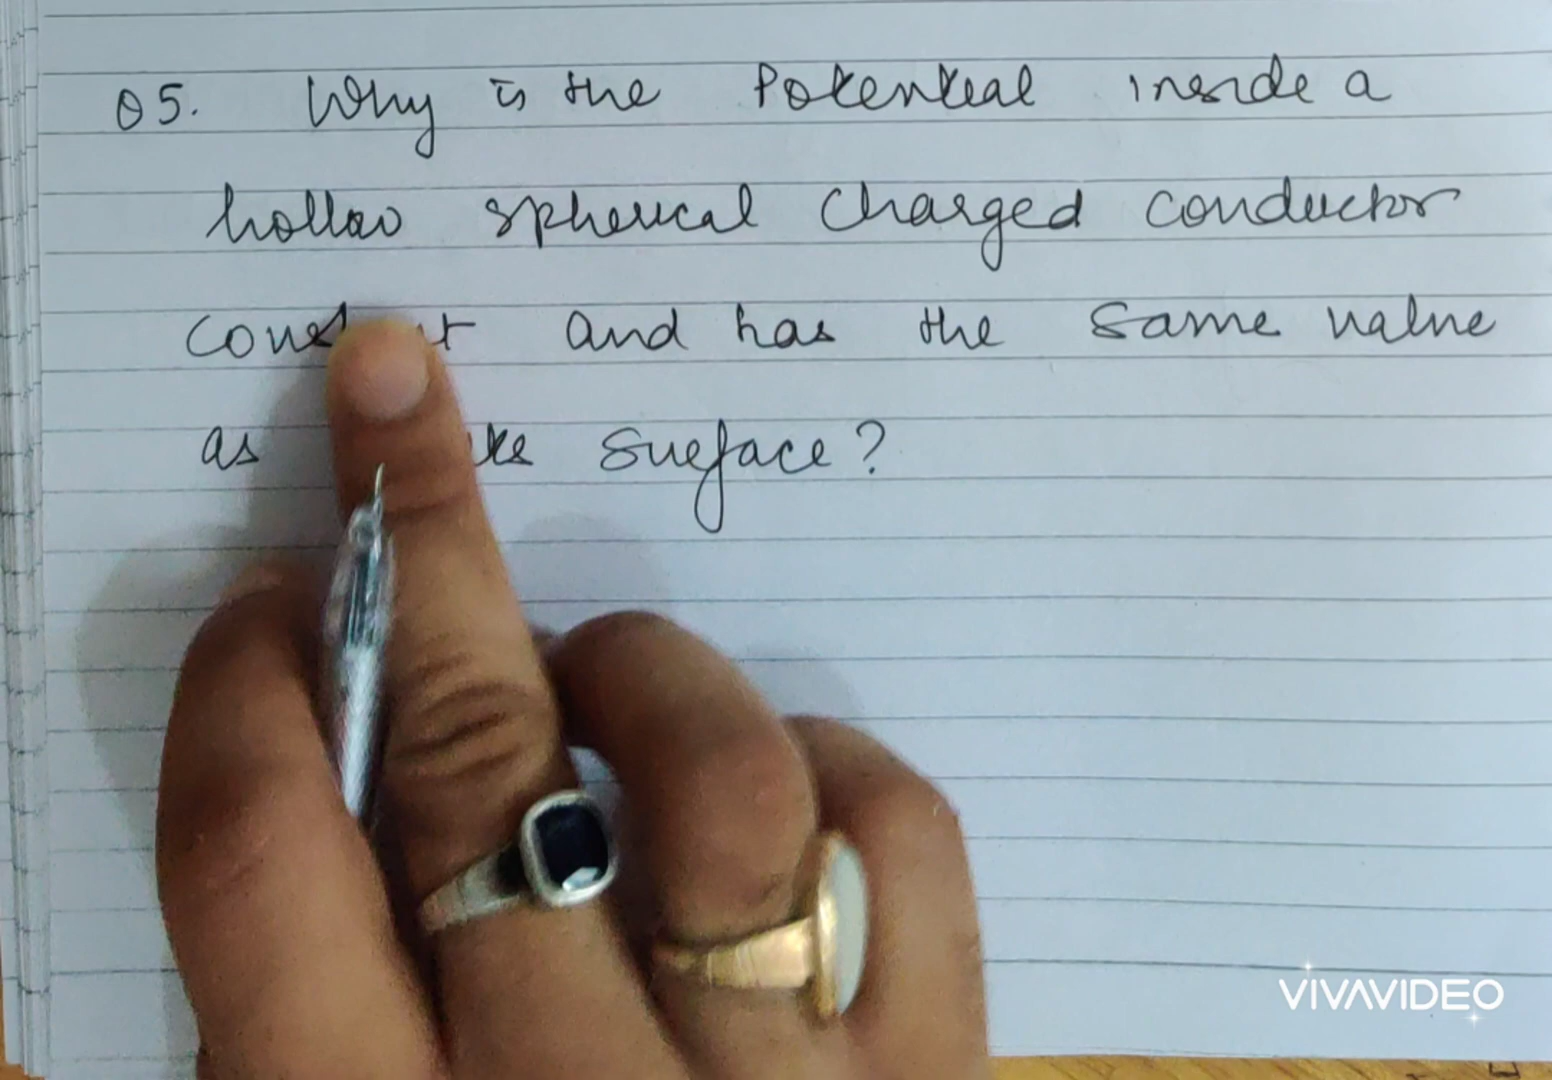 Q5. Why is the Potential inside a
hollow spherical charged conductor
and has the same value
as surface?
VIVAVIDEO